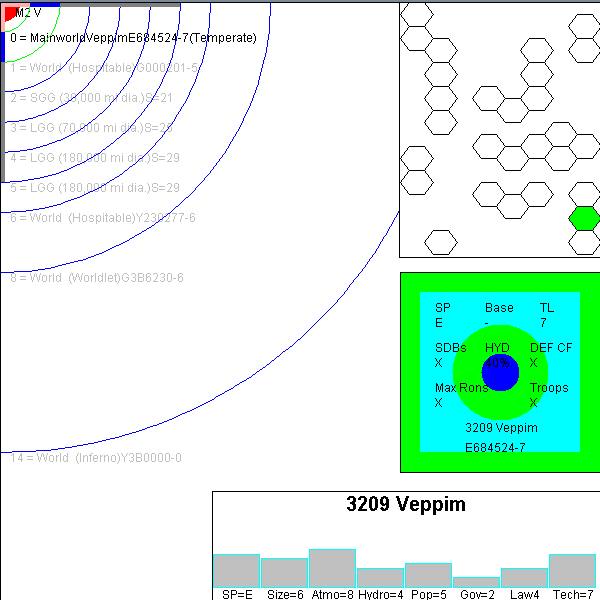 M2 V
0 = MainworldVeppimE684524-7(Temperate)
1 = World (Hospitable)G000201-5
2 = SGG (39,000 mi dia.)S=21
3 = LGG (70,000 mi dia.)S=26
4 = LGG (180,000 mi dia.)S=29
5 = LGG (180,000 mi dia.)S=29
6 = World (Hospitable)Y230277-6
8 = World (Worldlet)G3B6230-6
14 = World (Inferno)Y3B0000-0
SP Base TL
E - 7
SDBs HYD DEF CF
X 40% X
Max Rons Troops
X X
3209 Veppim
E684524-7
3209 Veppim
SP=E Size=6 Atmo=8 Hydro=4 Pop=5 Gov=2 Law4 Tech=7